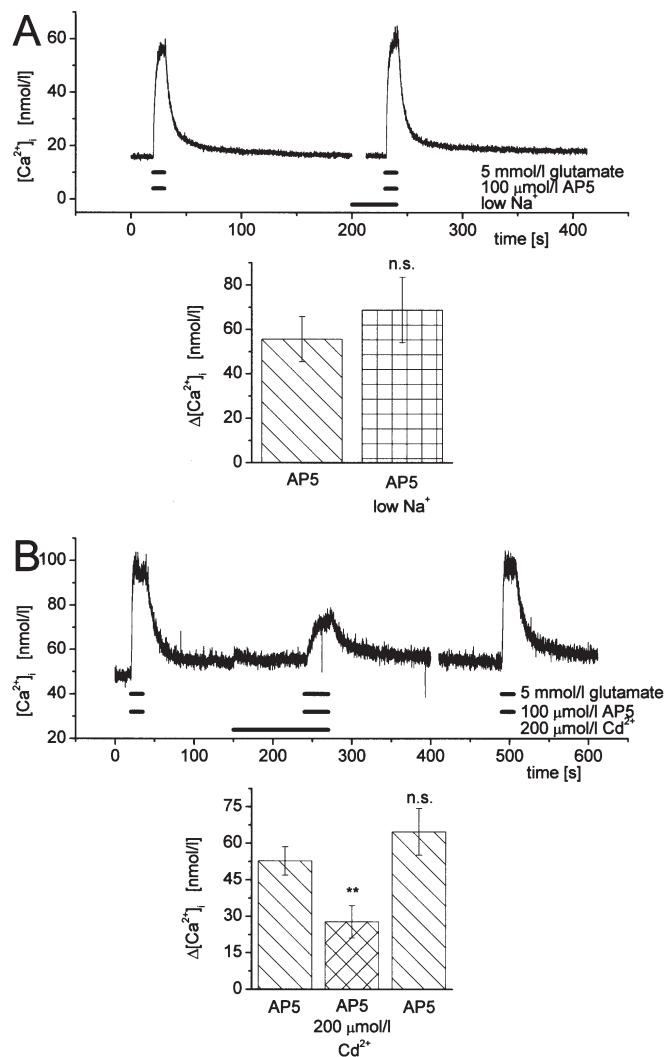 A
[Ca²⁺]ᵢ [nmol/l]
60
40
20
0
5 mmol/l glutamate
100 µmol/l AP5
low Na⁺
0 100 200 300 400
time [s]
n.s.
Δ[Ca²⁺]ᵢ [nmol/l]
80
60
40
60
80
0
AP5 AP5
low Na⁺
B
[Ca²⁺]ᵢ [nmol/l]
100
80
60
40
20
5 mmol/l glutamate
100 µmol/l AP5
200 µmol/l Cd²⁺
0 100 200 300 400 500 600
time [s]
n.s.
**
Δ[Ca²⁺]ᵢ [nmol/l]
75
60
45
30
15
0
AP5 AP5 AP5
200 µmol/l
Cd²⁺